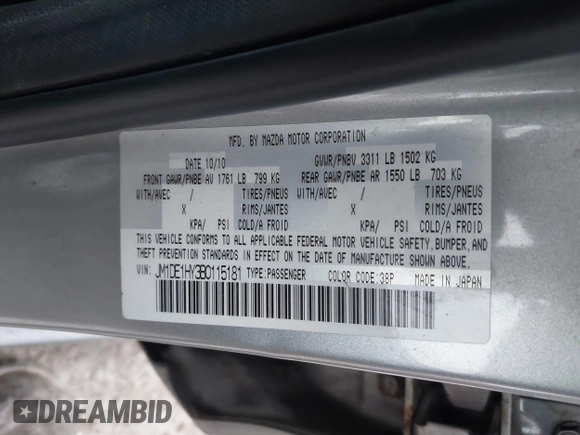 MFD. BY MAZDA MOTOR CORPORATION
DATE 10/10 GVWR/PNBV 3311 LB 1502 KG
FRONT GAWR/PNBE AV 1761 LB 799 KG REAR GAWR/PNBE AR 1550 LB 703 KG
WITH/AVEC / TIRES/PNEUS WITH/AVEC / TIRES/PNEUS
X RIMS/JANTES X RIMS/JANTES
KPA/ PSI COLD/A FROID KPA/ PSI COLD/A FROID
THIS VEHICLE CONFORMS TO ALL APPLICABLE FEDERAL MOTOR VEHICLE SAFETY, BUMPER, AND
THEFT PREVENTION STANDARDS IN EFFECT ON THE DATE OF MANUFACTURE SHOWN ABOVE.
VIN: JM1DE1HY3B0115181 TYPE:PASSENGER COLOR CODE:38P MADE IN JAPAN
DREAMBID